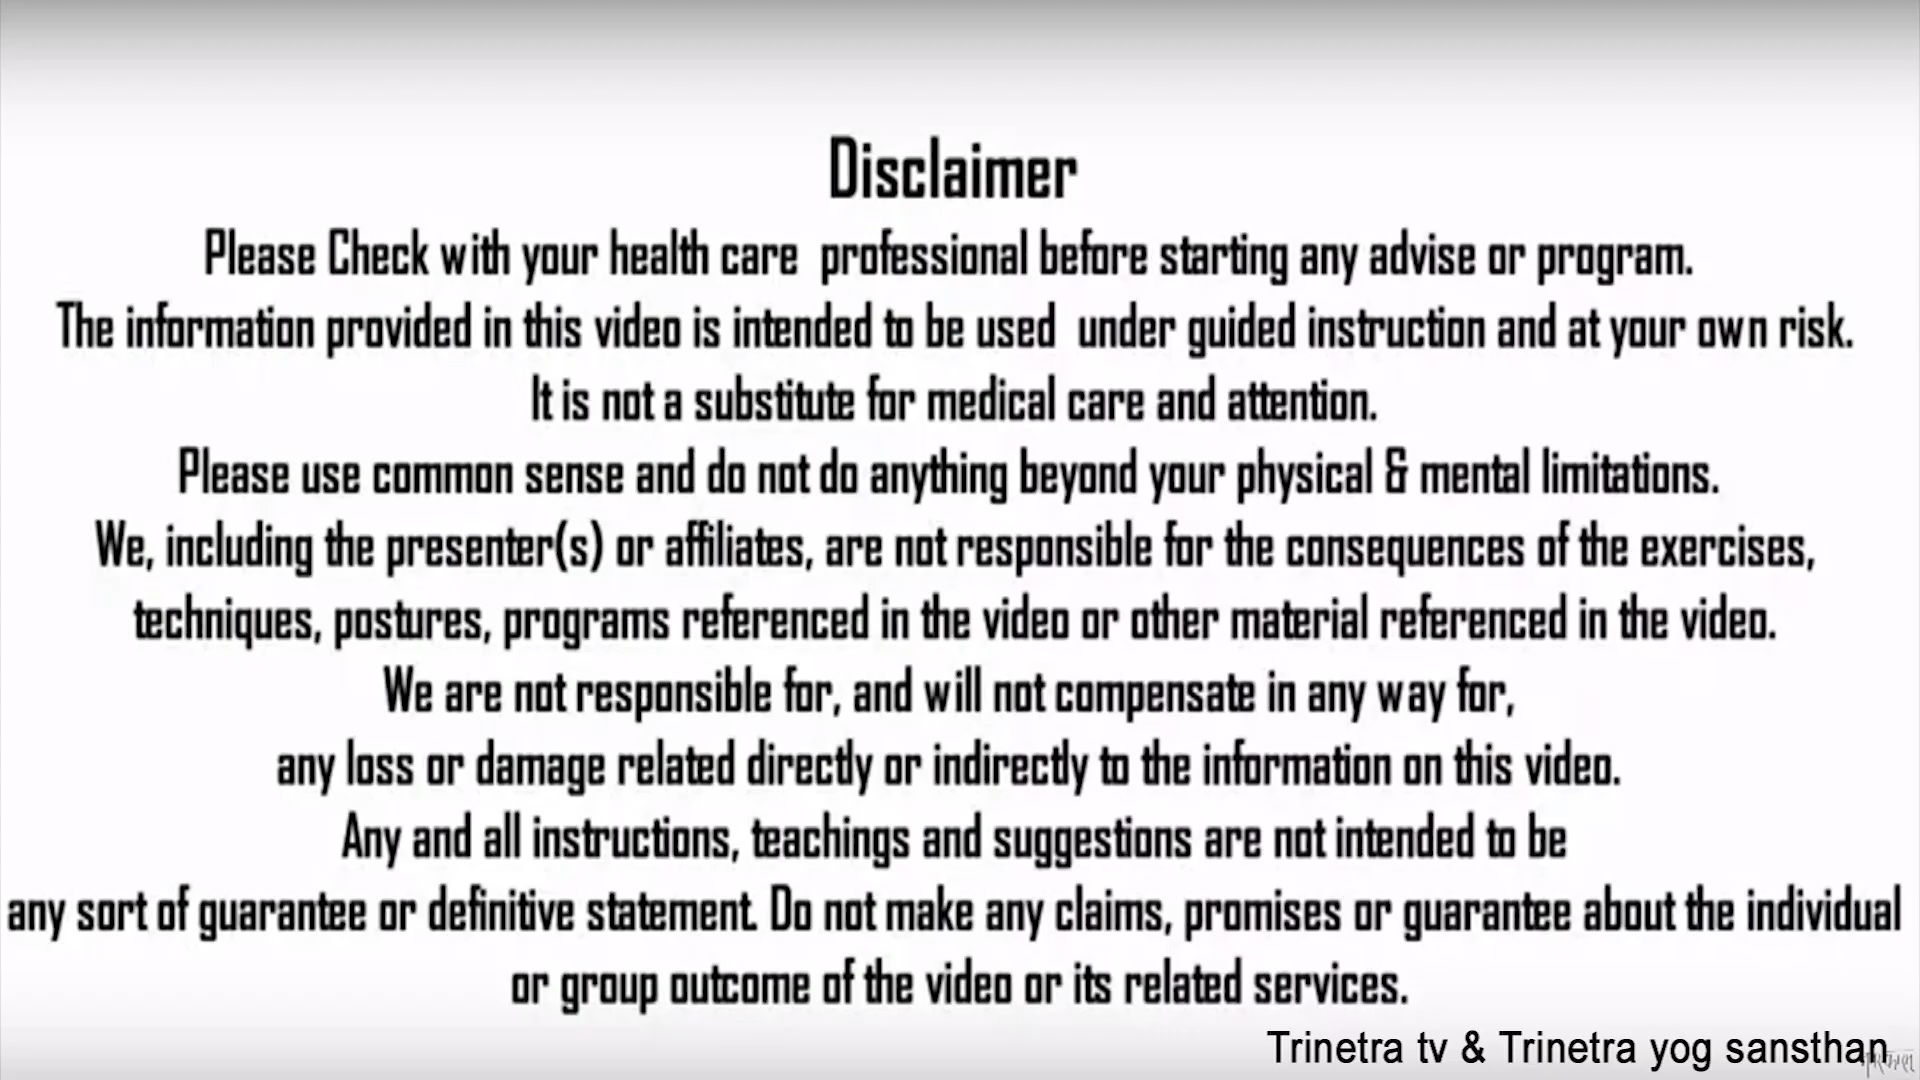 Disclaimer
Please Check with your health care professional before starting any advise or program.
The information provided in this video is intended to be used under guided instruction and at your own risk.
It is not a substitute for medical care and attention.
Please use common sense and do not do anything beyond your physical & mental limitations.
We, including the presenter(s) or affiliates, are not responsible for the consequences of the exercises,
techniques, postures, programs referenced in the video or other material referenced in the video.
We are not responsible for, and will not compensate in any way for,
any loss or damage related directly or indirectly to the information on this video.
Any and all instructions, teachings and suggestions are not intended to be
any sort of guarantee or definitive statement. Do not make any claims, promises or guarantee about the individual
or group outcome of the video or its related services.
Trinetra tv & Trinetra yog sansthan